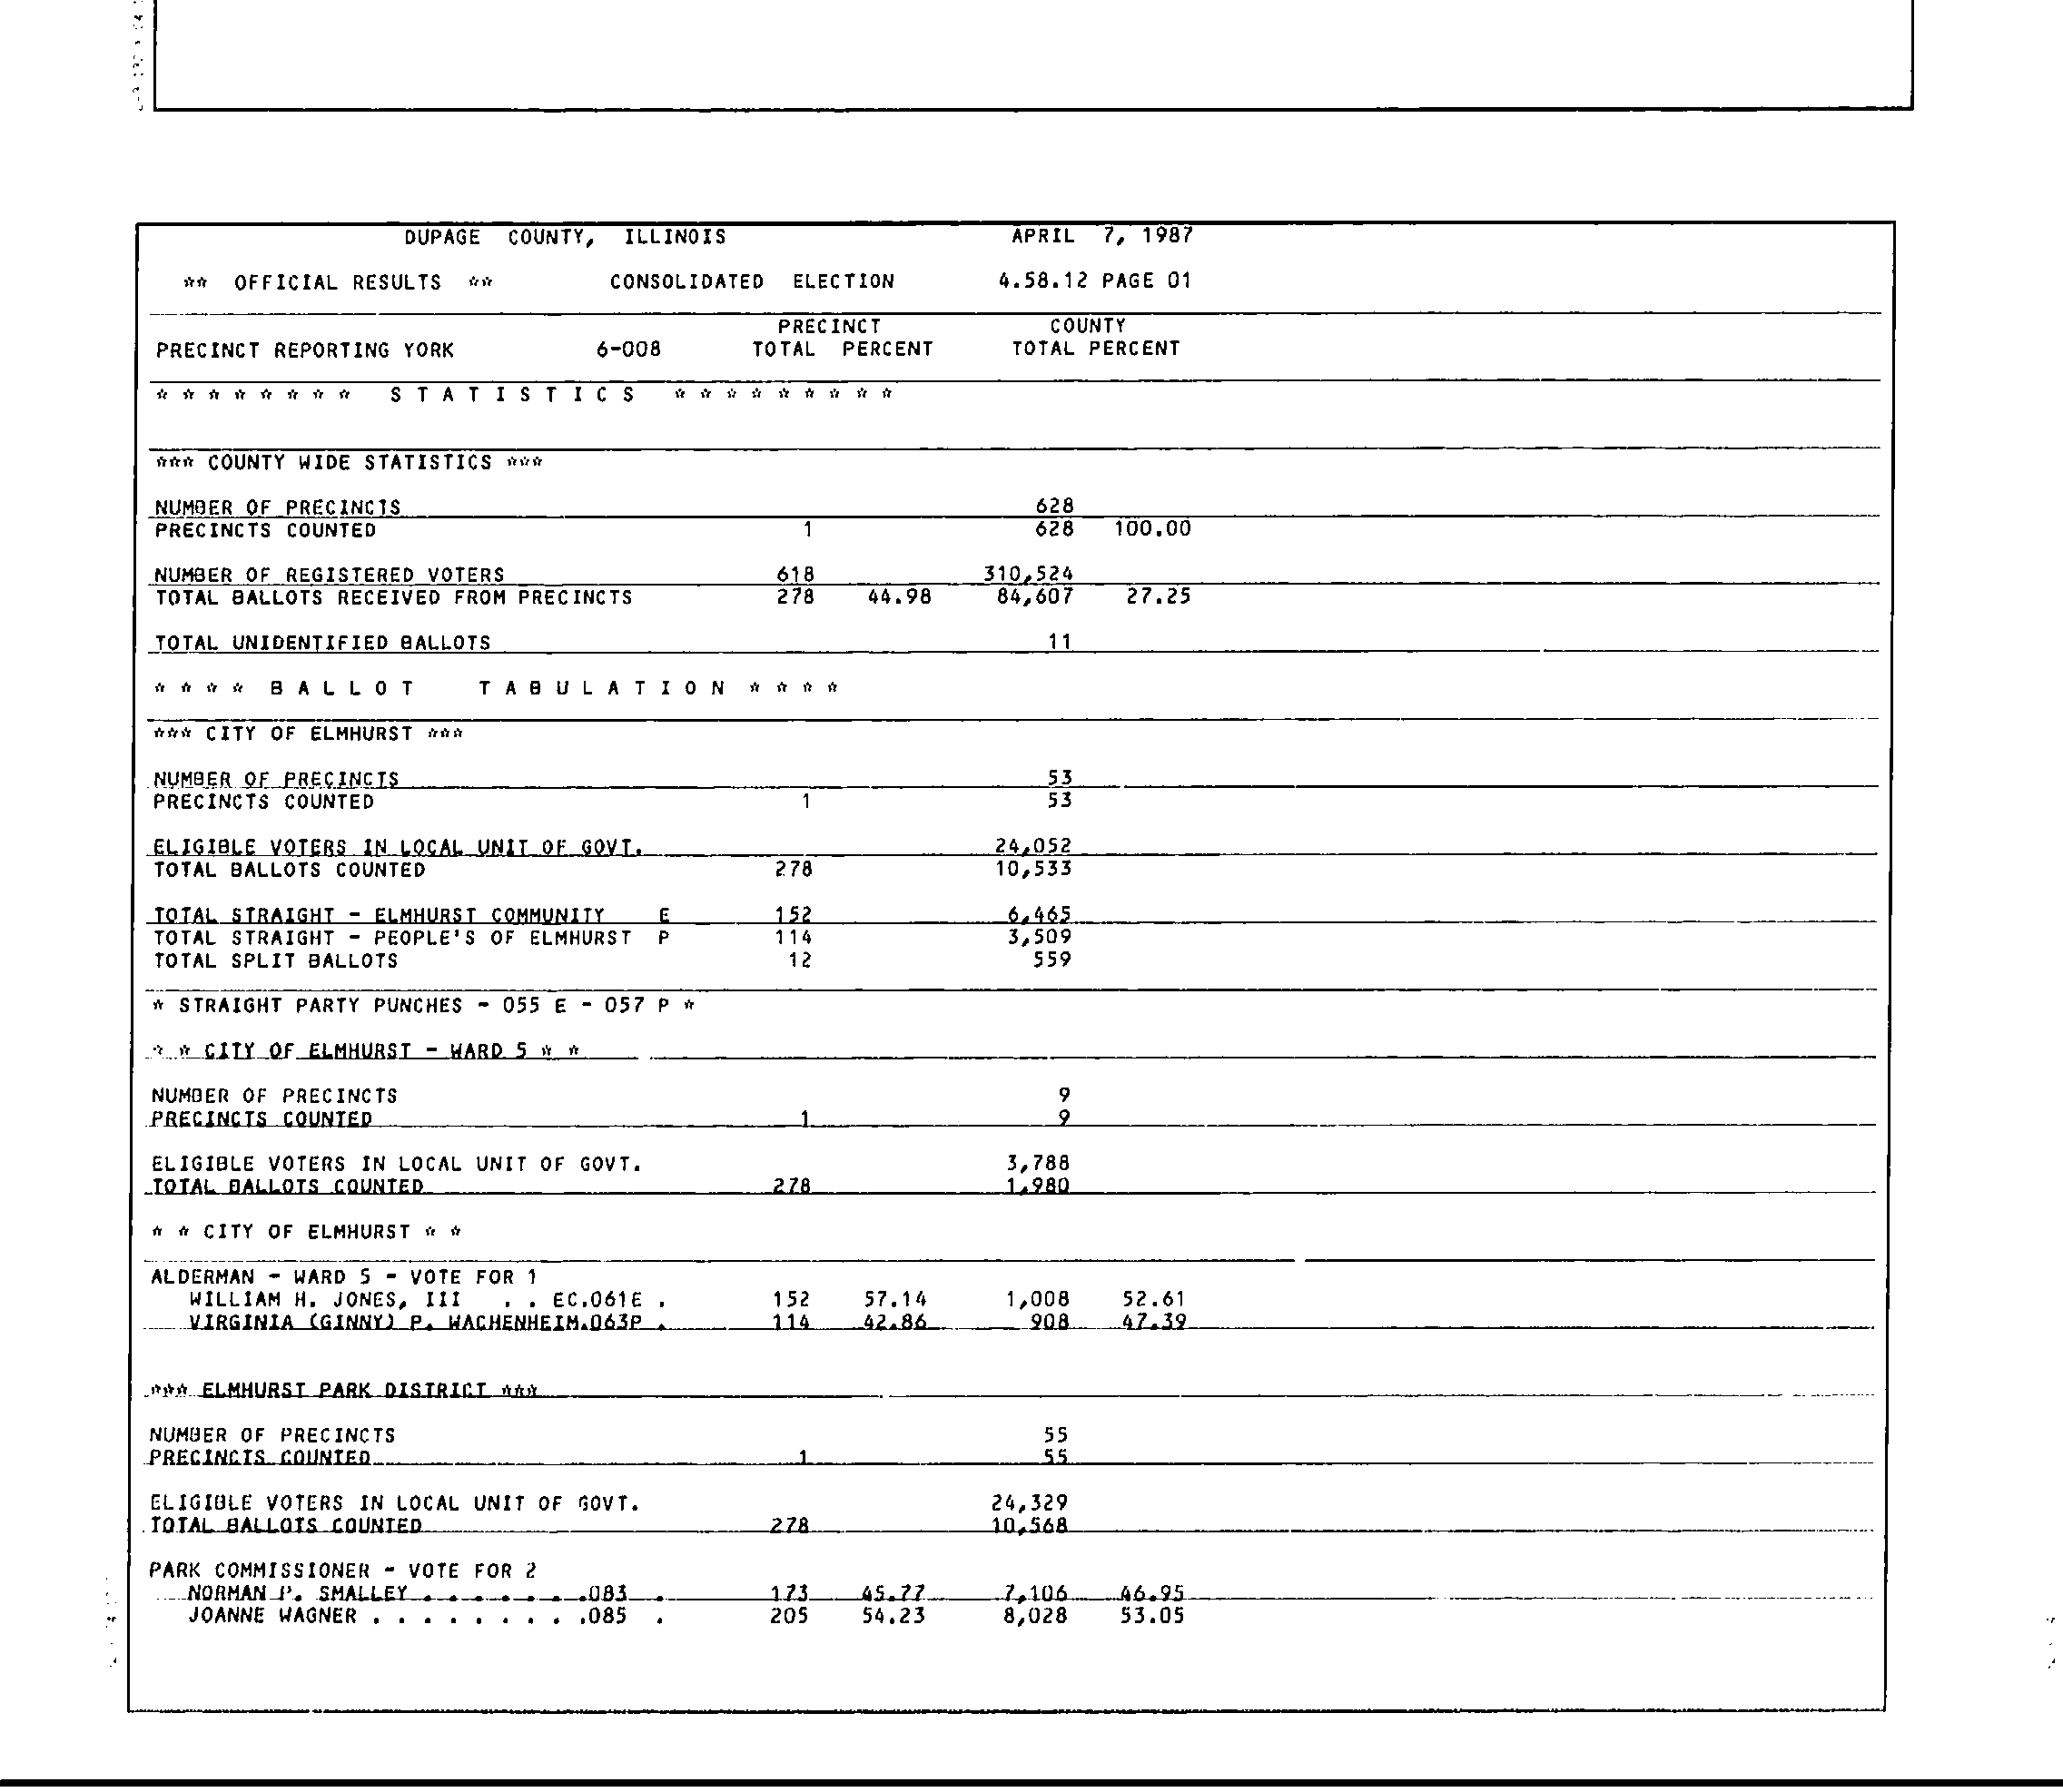 DUPAGE COUNTY, ILLINOIS APRIL 7, 1987
** OFFICIAL RESULTS ** CONSOLIDATED ELECTION 4.58.12 PAGE 01
PRECINCT COUNTY
PRECINCT REPORTING YORK 6-008 TOTAL PERCENT TOTAL PERCENT
* * * * * * * * S T A T I S T I C S * * * * * * * * *
*** COUNTY WIDE STATISTICS ***
NUMBER OF PRECINCTS 628
PRECINCTS COUNTED 1 628 100.00
NUMBER OF REGISTERED VOTERS 618 310,524
TOTAL BALLOTS RECEIVED FROM PRECINCTS 278 44.98 84,607 27.25
TOTAL UNIDENTIFIED BALLOTS 11
* * * * B A L L O T T A B U L A T I O N * * * *
*** CITY OF ELMHURST ***
NUMBER OF PRECINCTS 53
PRECINCTS COUNTED 1 53
ELIGIBLE VOTERS IN LOCAL UNIT OF GOVT. 24,052
TOTAL BALLOTS COUNTED 278 10,533
TOTAL STRAIGHT - ELMHURST COMMUNITY E 152 6,465
TOTAL STRAIGHT - PEOPLE'S OF ELMHURST P 114 3,509
TOTAL SPLIT BALLOTS 12 559
* STRAIGHT PARTY PUNCHES - 055 E - 057 P *
* * CITY OF ELMHURST - WARD 5 * *
NUMBER OF PRECINCTS 9
PRECINCTS COUNTED 1 9
ELIGIBLE VOTERS IN LOCAL UNIT OF GOVT. 3,788
TOTAL BALLOTS COUNTED 278 1,980
* * CITY OF ELMHURST * *
ALDERMAN - WARD 5 - VOTE FOR 1
WILLIAM H. JONES, III . . EC.061E . 152 57.14 1,008 52.61
VIRGINIA (GINNY) P. WACHENHEIM.063P . 114 42.86 908 47.39
*** ELMHURST PARK DISTRICT ***
NUMBER OF PRECINCTS 55
PRECINCTS COUNTED 1 55
ELIGIBLE VOTERS IN LOCAL UNIT OF GOVT. 24,329
TOTAL BALLOTS COUNTED 278 10,568
PARK COMMISSIONER - VOTE FOR 2
NORMAN P. SMALLEY . . . . . . .083 . 173 45.77 7,106 46.95
JOANNE WAGNER . . . . . . . . .085 . 205 54.23 8,028 53.05